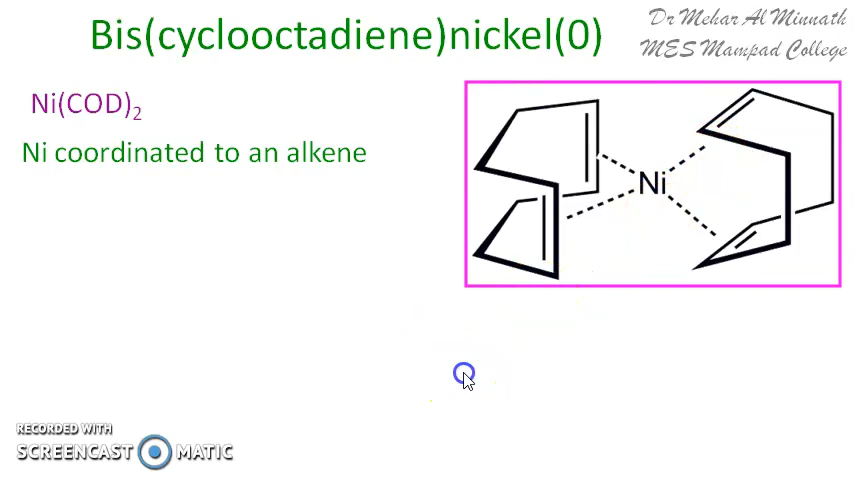 Bis(cyclooctadiene)nickel(0)
Dr Mehar Al Minnath
MES Mampad College
Ni(COD)₂
Ni coordinated to an alkene
Ni
RECORDED WITH
SCREENCAST MATIC